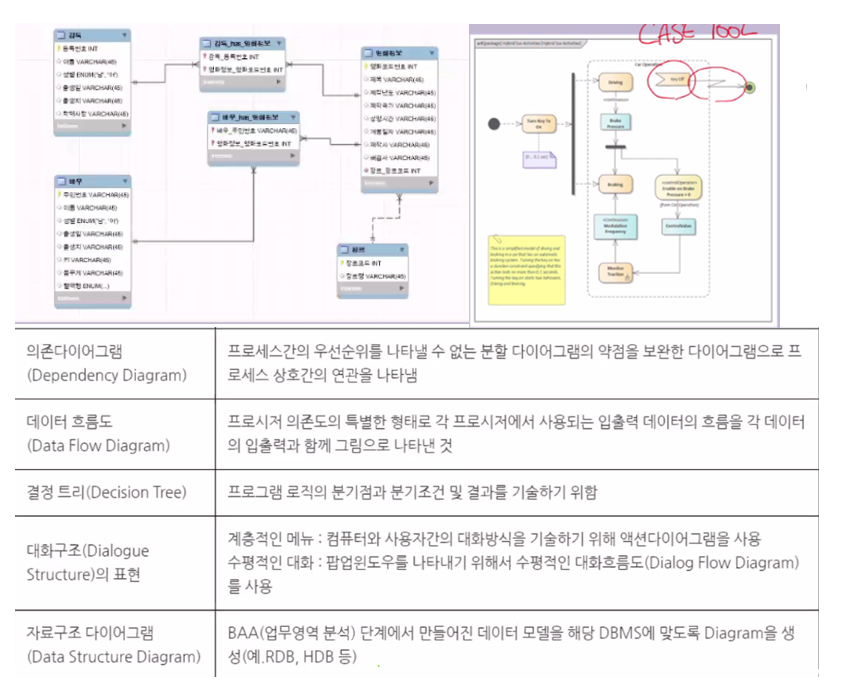 CASE TOOL
감독
등록번호 INT
이름 VARCHAR(45)
성별 ENUM('남', '여')
출생일 VARCHAR(45)
출생지 VARCHAR(45)
학력사항 VARCHAR(45)
감독_has_영화정보
감독_등록번호 INT
영화정보_영화코드번호 INT
배우_has_영화정보
배우_주민번호 VARCHAR(45)
영화정보_영화코드번호 INT
영화정보
영화코드번호 INT
제목 VARCHAR(45)
제작년도 VARCHAR(45)
제작국가 VARCHAR(45)
상영시간 VARCHAR(45)
개봉일자 VARCHAR(45)
제작사 VARCHAR(45)
배급사 VARCHAR(45)
장르_장르코드 INT
배우
주민번호 VARCHAR(45)
이름 VARCHAR(45)
성별 ENUM('남', '여')
출생일 VARCHAR(45)
출생지 VARCHAR(45)
키 VARCHAR(45)
몸무게 VARCHAR(45)
혈액형 ENUM(...)
장르
장르코드 INT
장르명 VARCHAR(45)
Car Operation
Turn Key To
On
Driving
Key Off
Brake
Pressure
Braking
Enable on Brake
Pressure > 0
Modulation
Frequency
ControlValue
Monitor
Traction
의존다이어그램
(Dependency Diagram)
프로세스간의 우선순위를 나타낼 수 없는 분할 다이어그램의 약점을 보완한 다이어그램으로 프
로세스 상호간의 연관을 나타냄
데이터 흐름도
(Data Flow Diagram)
프로시저 의존도의 특별한 형태로 각 프로시저에서 사용되는 입출력 데이터의 흐름을 각 데이터
의 입출력과 함께 그림으로 나타낸 것
결정 트리(Decision Tree)
프로그램 로직의 분기점과 분기조건 및 결과를 기술하기 위함
대화구조(Dialogue
Structure)의 표현
계층적인 메뉴 : 컴퓨터와 사용자간의 대화방식을 기술하기 위해 액션다이어그램을 사용
수평적인 대화 : 팝업윈도우를 나타내기 위해서 수평적인 대화흐름도(Dialog Flow Diagram)
를 사용
자료구조 다이어그램
(Data Structure Diagram)
BAA(업무영역 분석) 단계에서 만들어진 데이터 모델을 해당 DBMS에 맞도록 Diagram을 생
성(예.RDB, HDB 등)